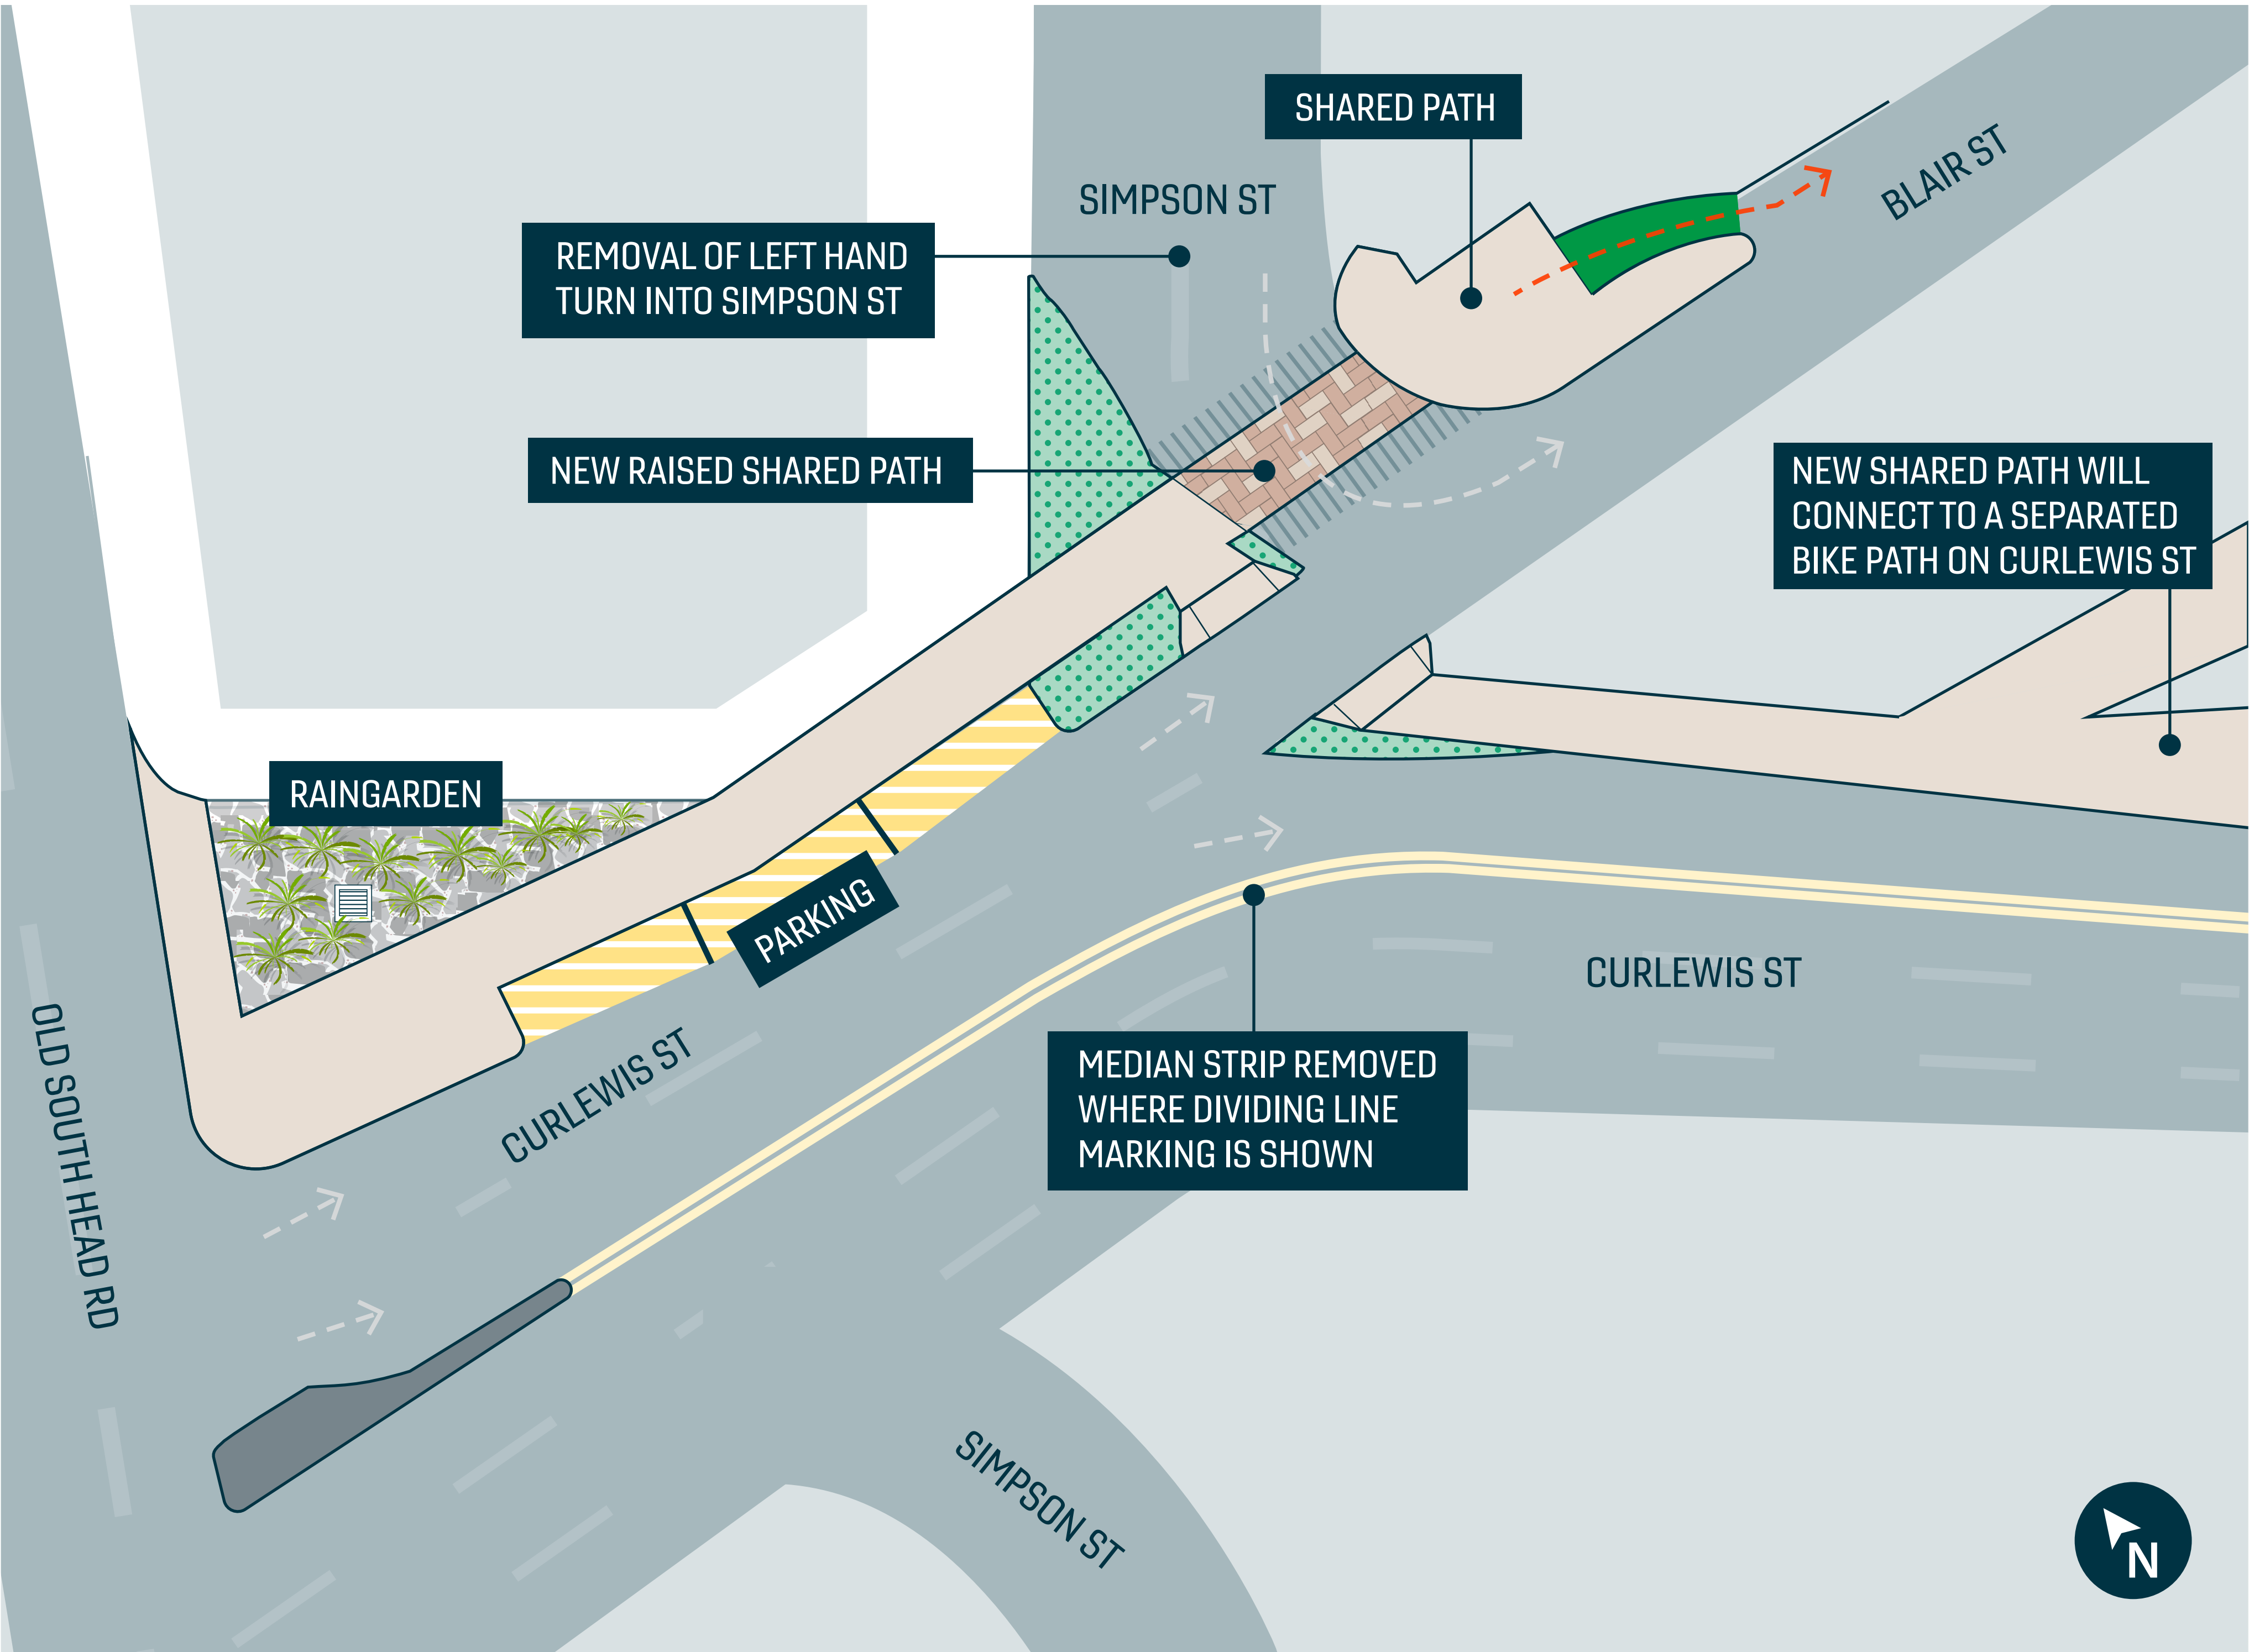 SHARED PATH
SIMPSON ST
BLAIR ST
REMOVAL OF LEFT HAND
TURN INTO SIMPSON ST
NEW RAISED SHARED PATH
NEW SHARED PATH WILL
CONNECT TO A SEPARATED
BIKE PATH ON CURLEWIS ST
RAINGARDEN
PARKING
CURLEWIS ST
OLD SOUTH HEAD RD
CURLEWIS ST
MEDIAN STRIP REMOVED
WHERE DIVIDING LINE
MARKING IS SHOWN
SIMPSON ST
N